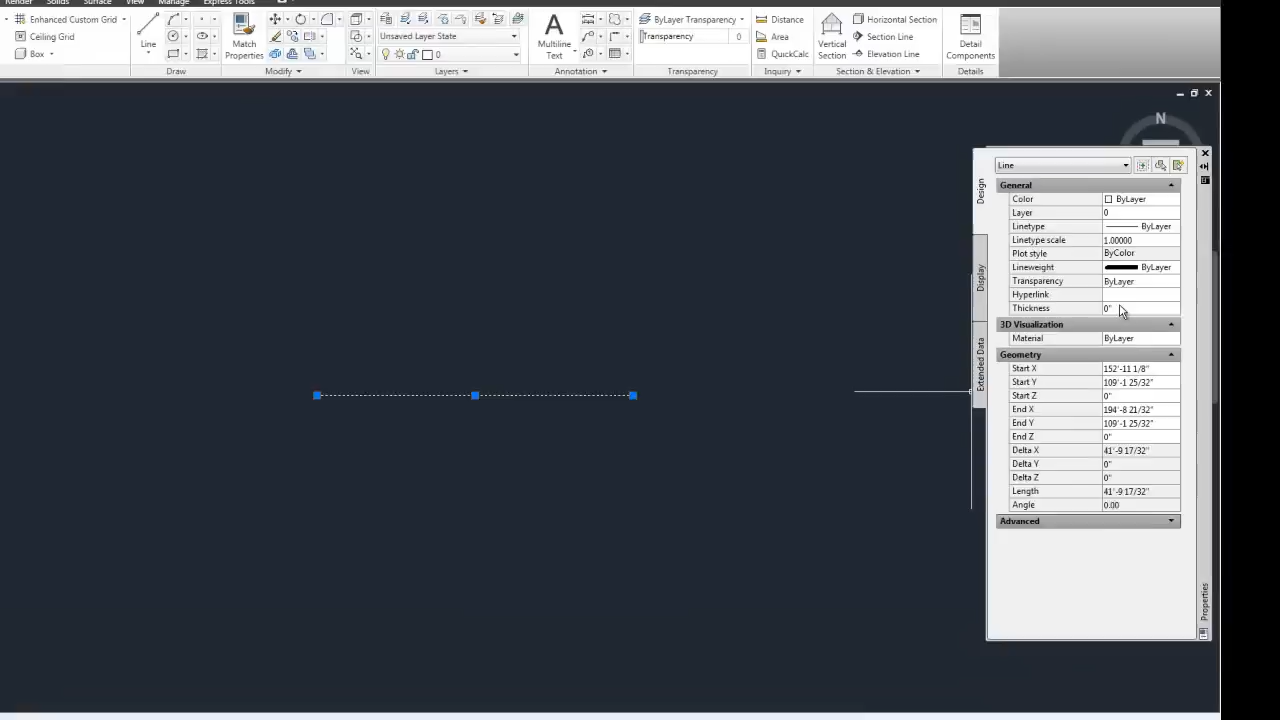 Render Solids Surface View Manage Express Tools
Enhanced Custom Grid
Ceiling Grid
Box
Line
Draw
Match
Properties
Modify
View
Unsaved Layer State
0
Layers
A
Multiline
Text
Annotation
ByLayer Transparency
Transparency 0
Transparency
Distance
Area
QuickCalc
Inquiry
Vertical
Section
Horizontal Section
Section Line
Elevation Line
Section & Elevation
Detail
Components
Details
N
Line
Design
Display
Extended Data
General
Color ByLayer
Layer 0
Linetype ByLayer
Linetype scale 1.00000
Plot style ByColor
Lineweight ByLayer
Transparency ByLayer
Hyperlink
Thickness 0"
3D Visualization
Material ByLayer
Geometry
Start X 152'-11 1/8"
Start Y 109'-1 25/32"
Start Z 0"
End X 194'-8 21/32"
End Y 109'-1 25/32"
End Z 0"
Delta X 41'-9 17/32"
Delta Y 0"
Delta Z 0"
Length 41'-9 17/32"
Angle 0.00
Advanced
Properties